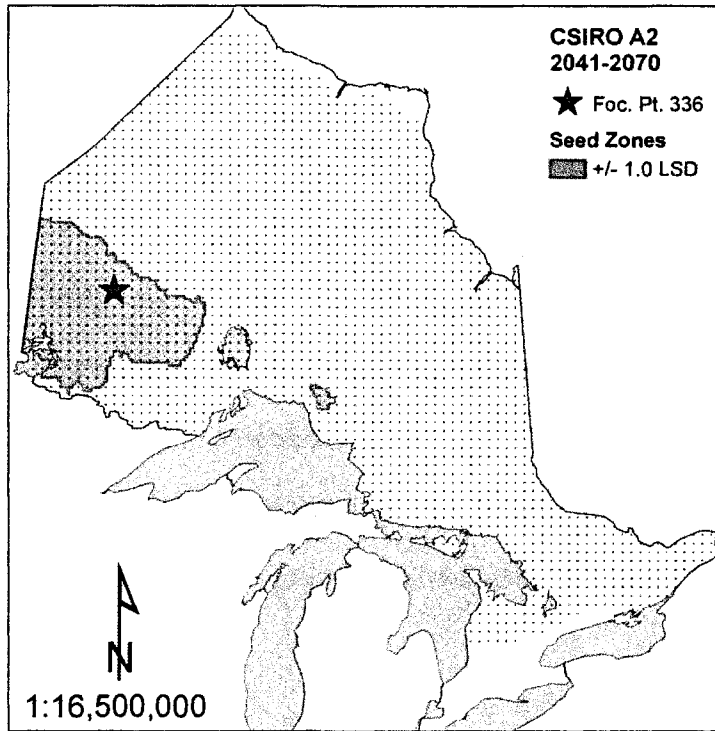 CSIRO A2
2041-2070
Foc. Pt. 336
Seed Zones
+/- 1.0 LSD
N
1:16,500,000